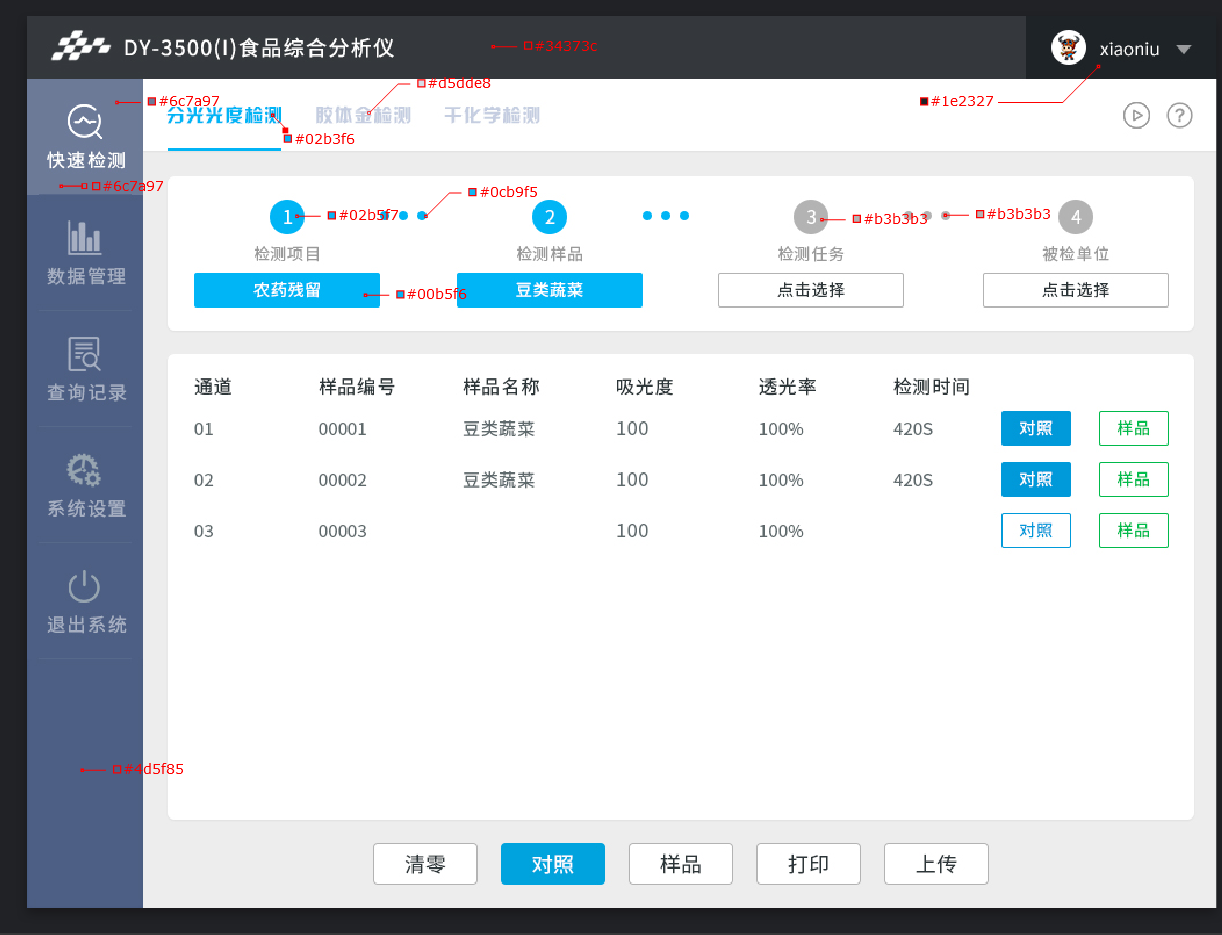 DY-3500(I)食品综合分析仪
#34373c
xiaoniu
#d5dde8
#6c7a97
#1e2327
分光光度检测
胶体金检测
干化学检测
?
#02b3f6
快速检测
#6c7a97
#0cb9f5
1
#02b5f7
2
3
#b3b3b3
#b3b3b3
4
检测项目
检测样品
检测任务
被检单位
农药残留
#00b5f6
豆类蔬菜
点击选择
点击选择
数据管理
查询记录
系统设置
退出系统
#4d5f85
通道 样品编号 样品名称 吸光度 透光率 检测时间
01 00001 豆类蔬菜 100 100% 420S 对照 样品
02 00002 豆类蔬菜 100 100% 420S 对照 样品
03 00003 100 100% 对照 样品
清零
对照
样品
打印
上传